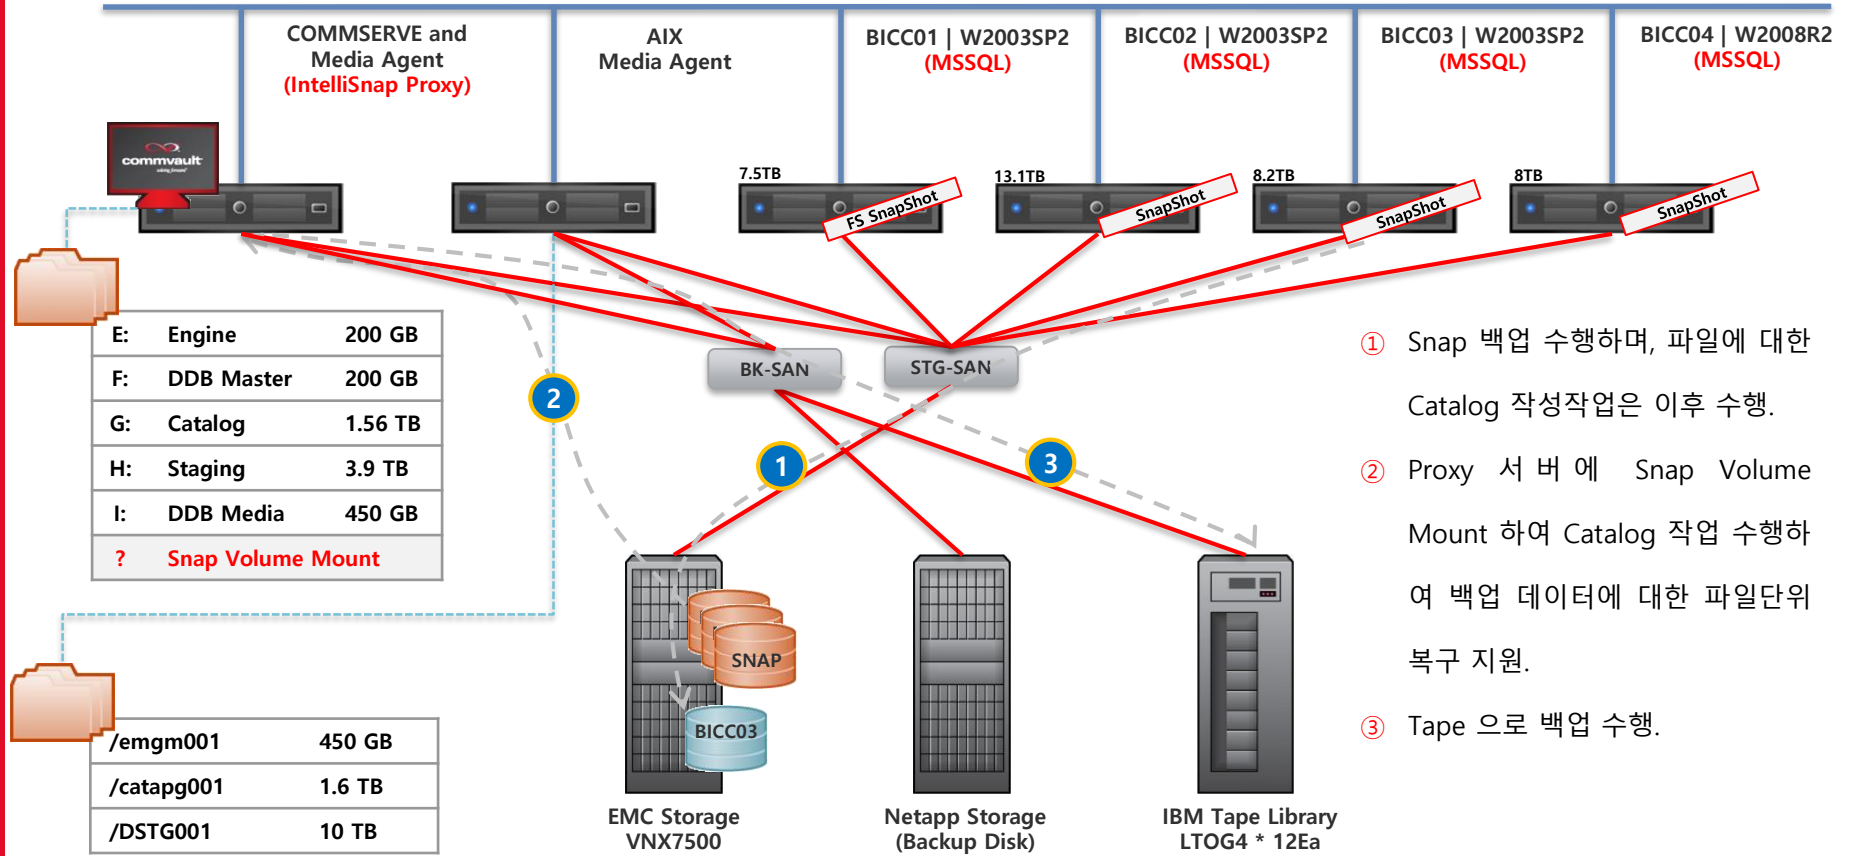 COMMSERVE and
Media Agent
(IntelliSnap Proxy)
AIX
Media Agent
BICC01 | W2003SP2
(MSSQL)
BICC02 | W2003SP2
(MSSQL)
BICC03 | W2003SP2
(MSSQL)
BICC04 | W2008R2
(MSSQL)
commvault
7.5TB
13.1TB
8.2TB
8TB
FS SnapShot
SnapShot
SnapShot
SnapShot
E: Engine 200 GB
F: DDB Master 200 GB
G: Catalog 1.56 TB
H: Staging 3.9 TB
I: DDB Media 450 GB
? Snap Volume Mount
BK-SAN
STG-SAN
2
1
3
① Snap 백업 수행하며, 파일에 대한
Catalog 작성작업은 이후 수행.
② Proxy 서버에 Snap Volume
Mount 하여 Catalog 작업 수행하
여 백업 데이터에 대한 파일단위
복구 지원.
③ Tape 으로 백업 수행.
SNAP
BICC03
/emgm001 450 GB
/catapg001 1.6 TB
/DSTG001 10 TB
EMC Storage
VNX7500
Netapp Storage
(Backup Disk)
IBM Tape Library
LTOG4 * 12Ea